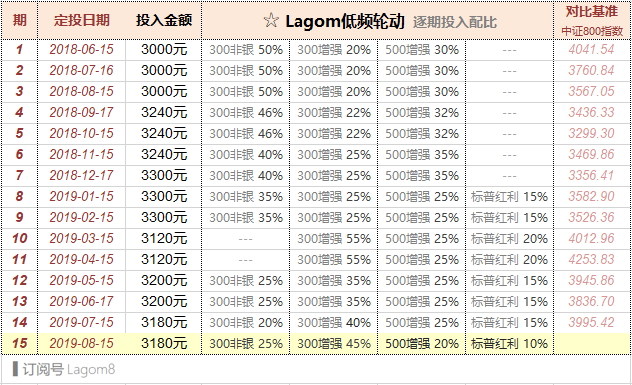 期 定投日期 投入金额 ☆ Lagom低频轮动 逐期投入配比 对比基准 中证800指数
1 2018-06-15 3000元 300非银 50% 300增强 20% 500增强 30% --- 4041.54
2 2018-07-16 3000元 300非银 50% 300增强 20% 500增强 30% --- 3760.84
3 2018-08-15 3000元 300非银 50% 300增强 20% 500增强 30% --- 3567.05
4 2018-09-17 3240元 300非银 46% 300增强 22% 500增强 32% --- 3436.33
5 2018-10-15 3240元 300非银 46% 300增强 22% 500增强 32% --- 3299.30
6 2018-11-15 3240元 300非银 40% 300增强 25% 500增强 35% --- 3469.86
7 2018-12-17 3300元 300非银 40% 300增强 25% 500增强 35% --- 3356.41
8 2019-01-15 3300元 300非银 35% 300增强 25% 500增强 25% 标普红利 15% 3582.90
9 2019-02-15 3300元 300非银 35% 300增强 25% 500增强 25% 标普红利 15% 3526.36
10 2019-03-15 3120元 --- 300增强 55% 500增强 25% 标普红利 20% 4012.96
11 2019-04-15 3120元 --- 300增强 55% 500增强 25% 标普红利 20% 4253.83
12 2019-05-15 3200元 300非银 25% 300增强 35% 500增强 25% 标普红利 15% 3945.86
13 2019-06-17 3200元 300非银 25% 300增强 35% 500增强 25% 标普红利 15% 3836.70
14 2019-07-15 3180元 300非银 20% 300增强 40% 500增强 25% 标普红利 15% 3995.42
15 2019-08-15 3180元 300非银 25% 300增强 45% 500增强 20% 标普红利 10%
订阅号 Lagom8